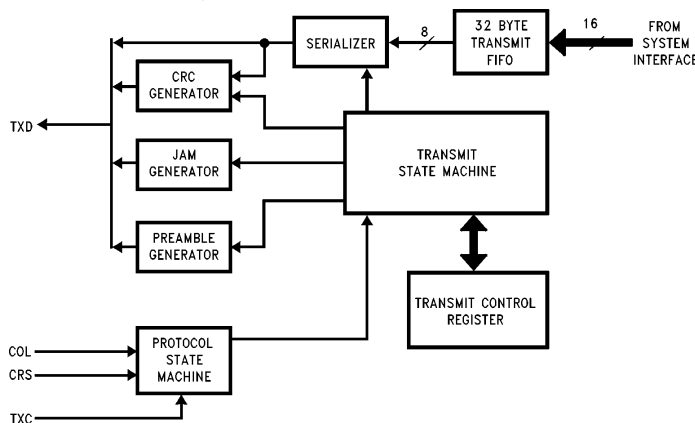 8
32 BYTE
TRANSMIT
FIFO
16
FROM
SYSTEM
INTERFACE
SERIALIZER
CRC
GENERATOR
TXD
JAM
GENERATOR
TRANSMIT
STATE MACHINE
PREAMBLE
GENERATOR
TRANSMIT CONTROL
REGISTER
COL
CRS
TXC
PROTOCOL
STATE
MACHINE